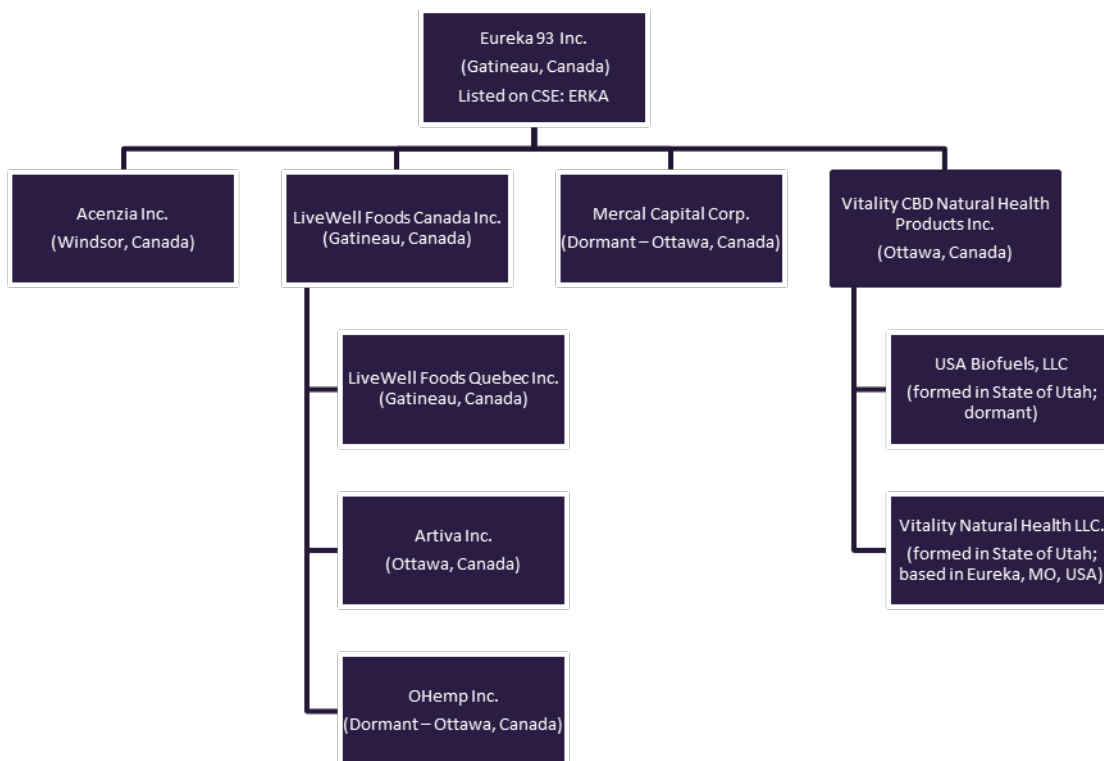 Eureka 93 Inc.
(Gatineau, Canada)
Listed on CSE: ERKA
Acenzia Inc.
(Windsor, Canada)
LiveWell Foods Canada Inc.
(Gatineau, Canada)
Mercal Capital Corp.
(Dormant – Ottawa, Canada)
Vitality CBD Natural Health
Products Inc.
(Ottawa, Canada)
LiveWell Foods Quebec Inc.
(Gatineau, Canada)
Artiva Inc.
(Ottawa, Canada)
OHemp Inc.
(Dormant – Ottawa, Canada)
USA Biofuels, LLC
(formed in State of Utah;
dormant)
Vitality Natural Health LLC.
(formed in State of Utah;
based in Eureka, MO, USA)